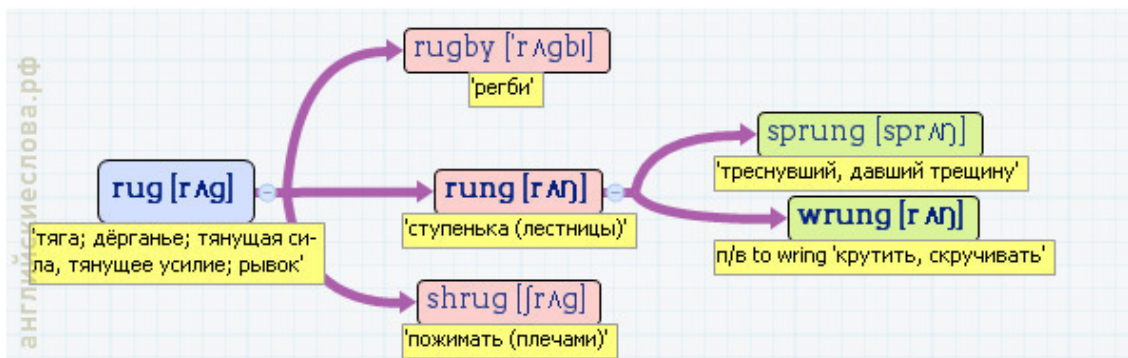 rugby ['rʌgbɪ]
'регби'
sprung [sprʌŋ]
'треснувший, давший трещину'
rug [rʌg]
'тяга; дёрганье; тянущая си-
ла, тянущее усилие; рывок'
rung [rʌŋ]
'ступенька (лестницы)'
wrung [rʌŋ]
п/в to wring 'крутить, скручивать'
shrug [ʃrʌg]
'пожимать (плечами)'
английскиеслова.рф